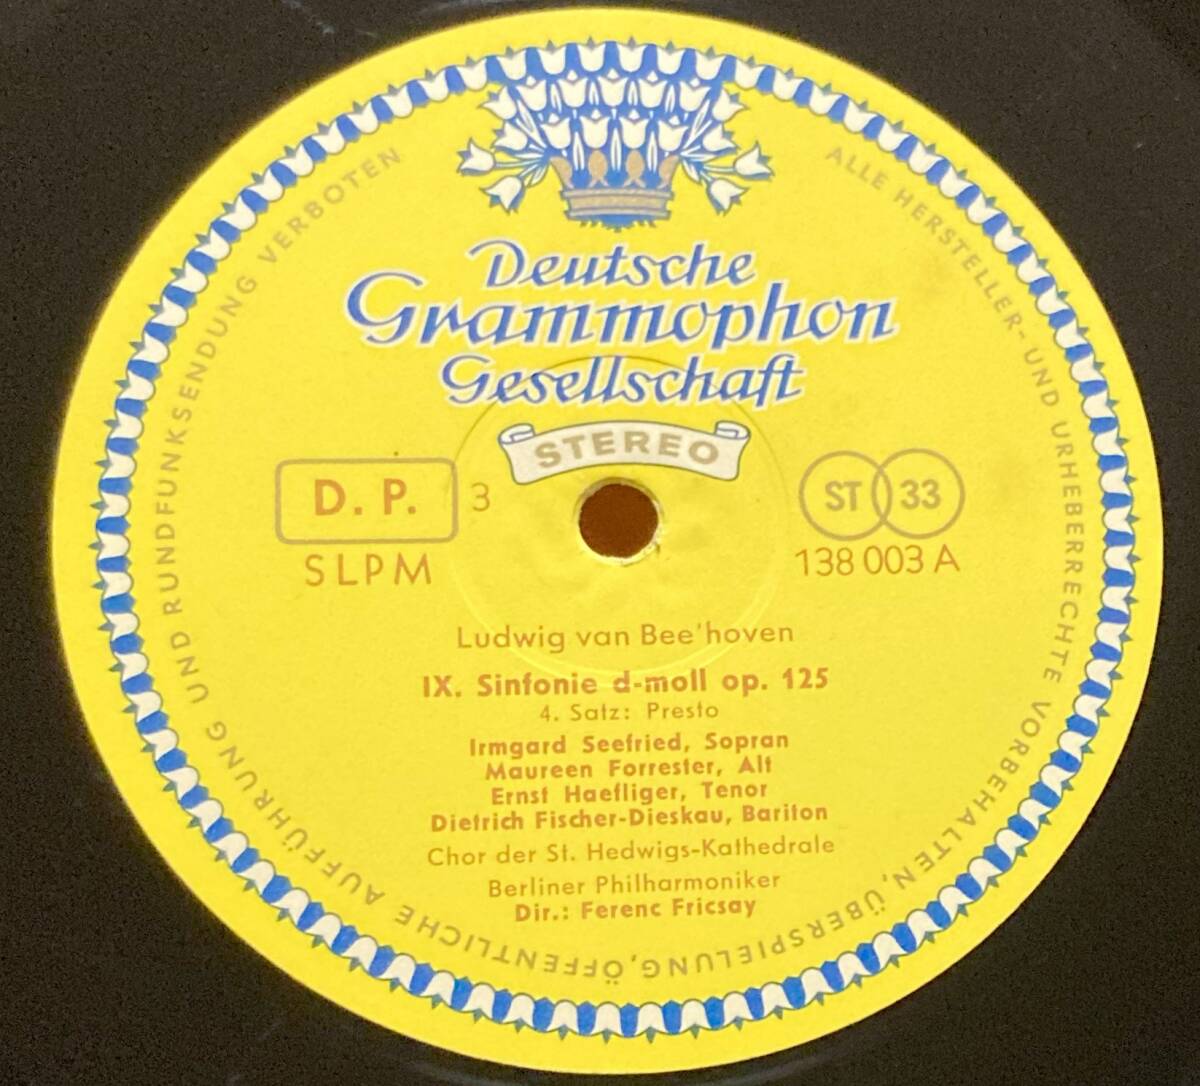 Deutsche
Grammophon
Gesellschaft
STEREO
D. P.
3
ST 33
SLPM
138 003 A
Ludwig van Bee'hoven
IX. Sinfonie d-moll op. 125
4. Satz: Presto
Irmgard Seefried, Sopran
Maureen Forrester, Alt
Ernst Haefliger, Tenor
Dietrich Fischer-Dieskau, Bariton
Chor der St. Hedwigs-Kathedrale
Berliner Philharmoniker
Dir.: Ferenc Fricsay
ALLE HERSTELLER- UND URHEBERRECHTE VORBEHALTEN, ÜBERSPIELUNG, ÖFFENTLICHE AUFFÜHRUNG UND RUNDFUNKSENDUNG VERBOTEN